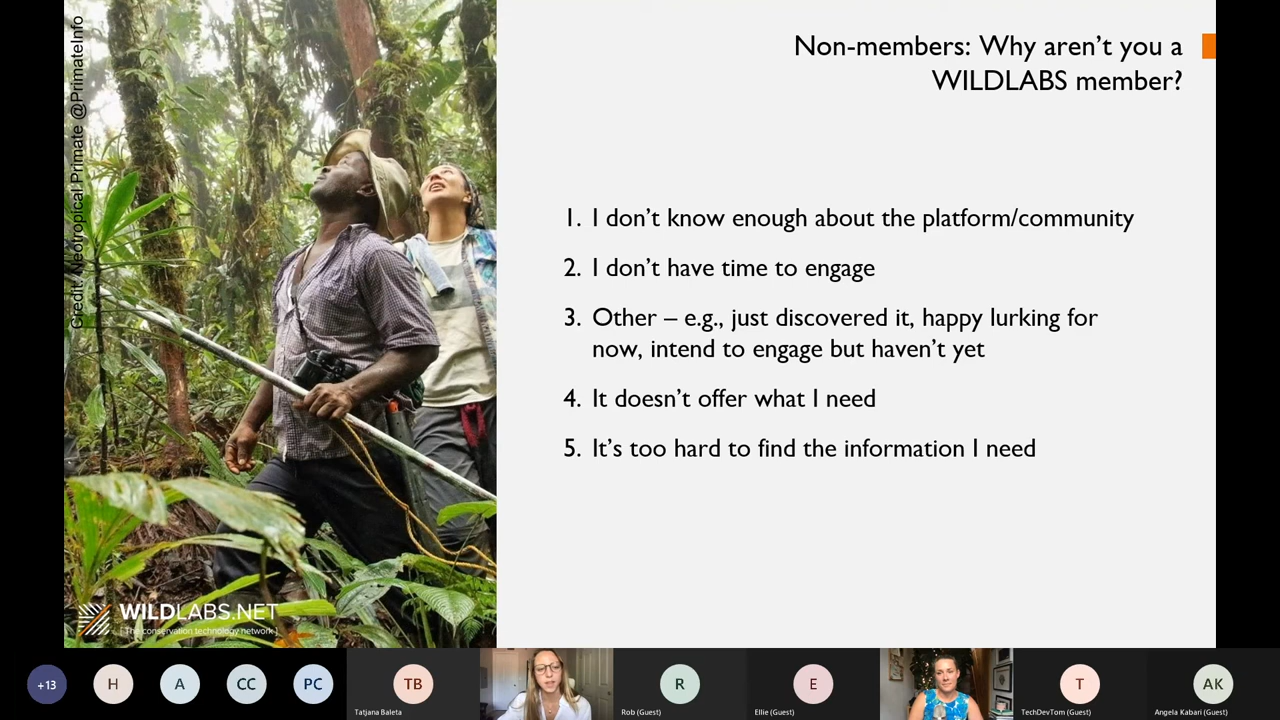 Credit: Neotropical Primate @PrimateInfo
Non-members: Why aren't you a
WILDLABS member?
1. I don't know enough about the platform/community
2. I don't have time to engage
3. Other – e.g., just discovered it, happy lurking for
now, intend to engage but haven't yet
4. It doesn't offer what I need
5. It's too hard to find the information I need
WILDLABS.NET
[ The conservation technology network ]
+13
H
A
CC
PC
TB
Tatjana Baleta
R
Rob (Guest)
E
Ellie (Guest)
T
TechDevTom (Guest)
AK
Angela Kabari (Guest)